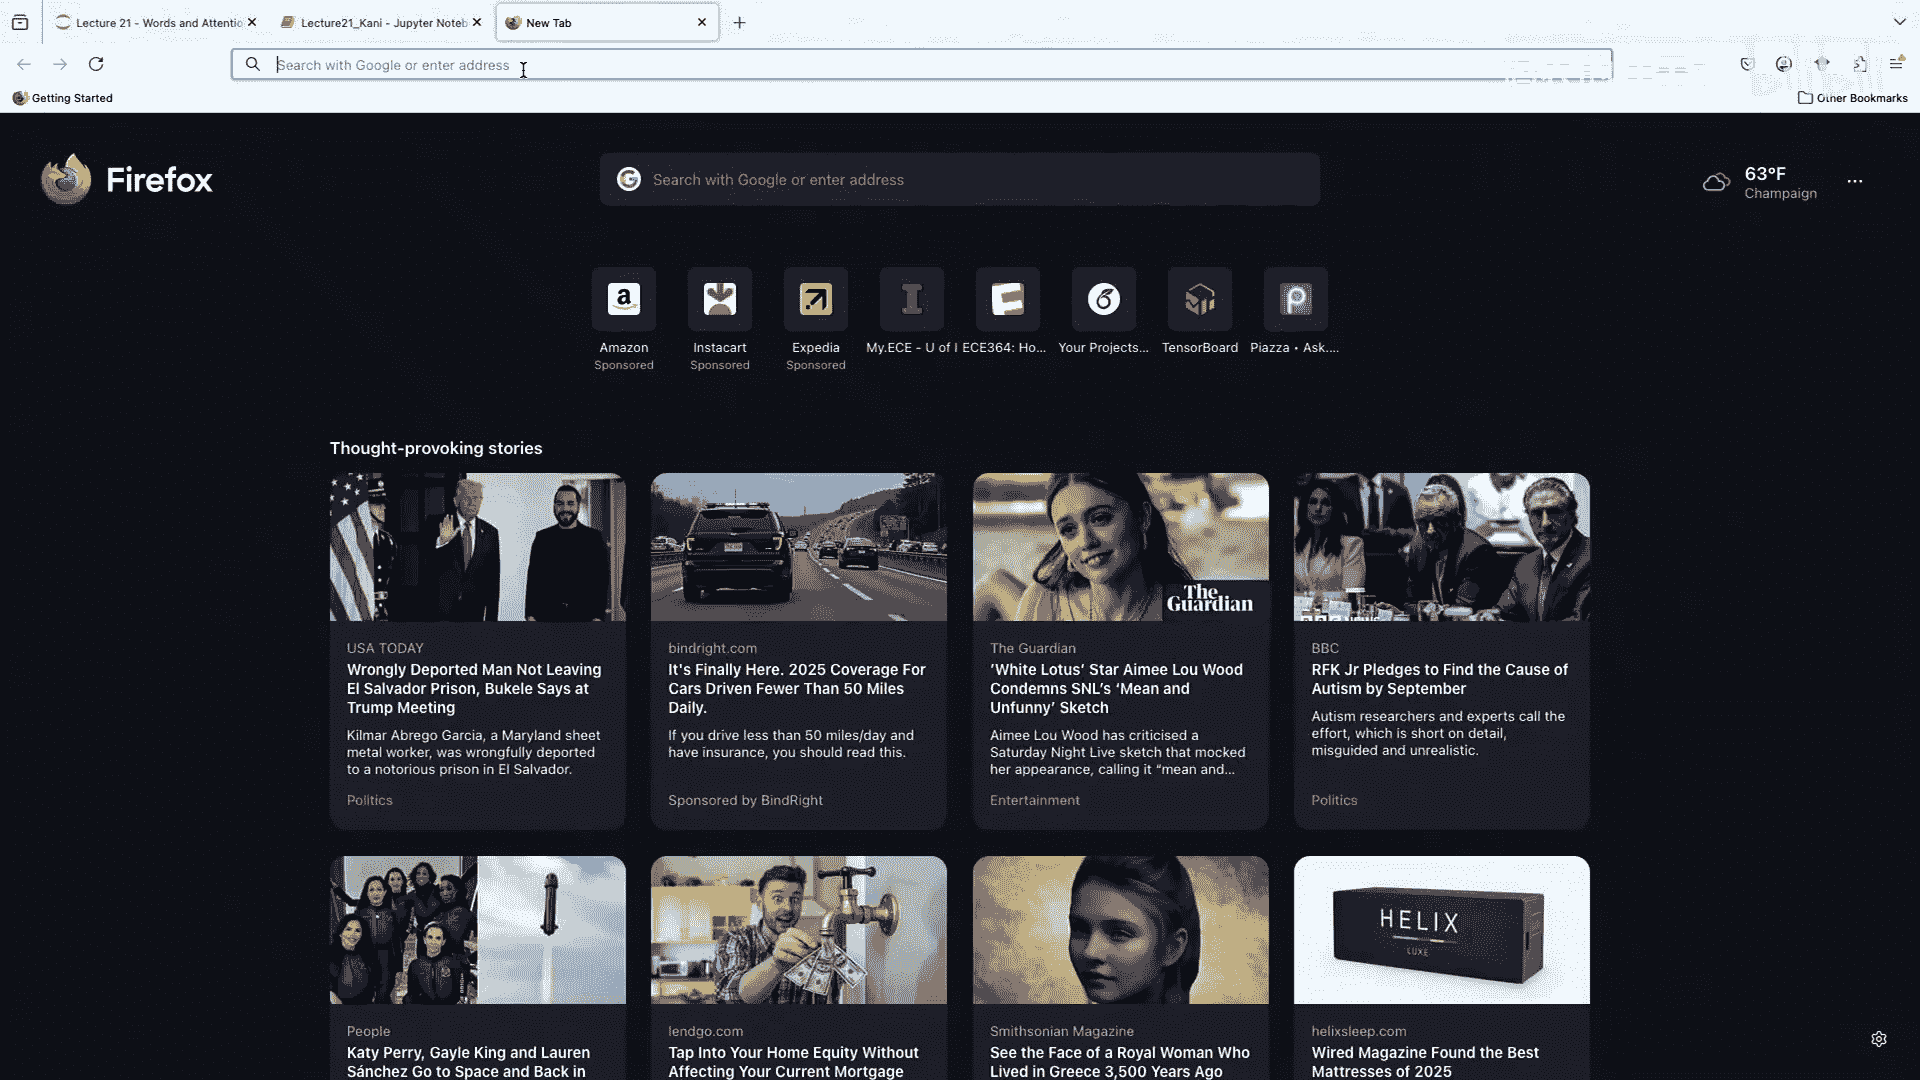 Lecture 21 - Words and Attentio
Lecture21_Kani - Jupyter Noteb
New Tab
Search with Google or enter address
Getting Started
Other Bookmarks
Firefox
Search with Google or enter address
63°F
Champaign
Amazon
Sponsored
Instacart
Sponsored
Expedia
Sponsored
My.ECE - U of I
ECE364: Ho...
Your Projects...
TensorBoard
Piazza • Ask....
Thought-provoking stories
The
Guardian
USA TODAY
Wrongly Deported Man Not Leaving
El Salvador Prison, Bukele Says at
Trump Meeting
Kilmar Abrego Garcia, a Maryland sheet
metal worker, was wrongfully deported
to a notorious prison in El Salvador.
Politics
bindright.com
It's Finally Here. 2025 Coverage For
Cars Driven Fewer Than 50 Miles
Daily.
If you drive less than 50 miles/day and
have insurance, you should read this.
Sponsored by BindRight
The Guardian
‘White Lotus’ Star Aimee Lou Wood
Condemns SNL’s ‘Mean and
Unfunny’ Sketch
Aimee Lou Wood has criticised a
Saturday Night Live sketch that mocked
her appearance, calling it “mean and...
Entertainment
BBC
RFK Jr Pledges to Find the Cause of
Autism by September
Autism researchers and experts call the
effort, which is short on detail,
misguided and unrealistic.
Politics
HELIX
LUXE
People
Katy Perry, Gayle King and Lauren
Sánchez Go to Space and Back in
lendgo.com
Tap Into Your Home Equity Without
Affecting Your Current Mortgage
Smithsonian Magazine
See the Face of a Royal Woman Who
Lived in Greece 3,500 Years Ago
helixsleep.com
Wired Magazine Found the Best
Mattresses of 2025